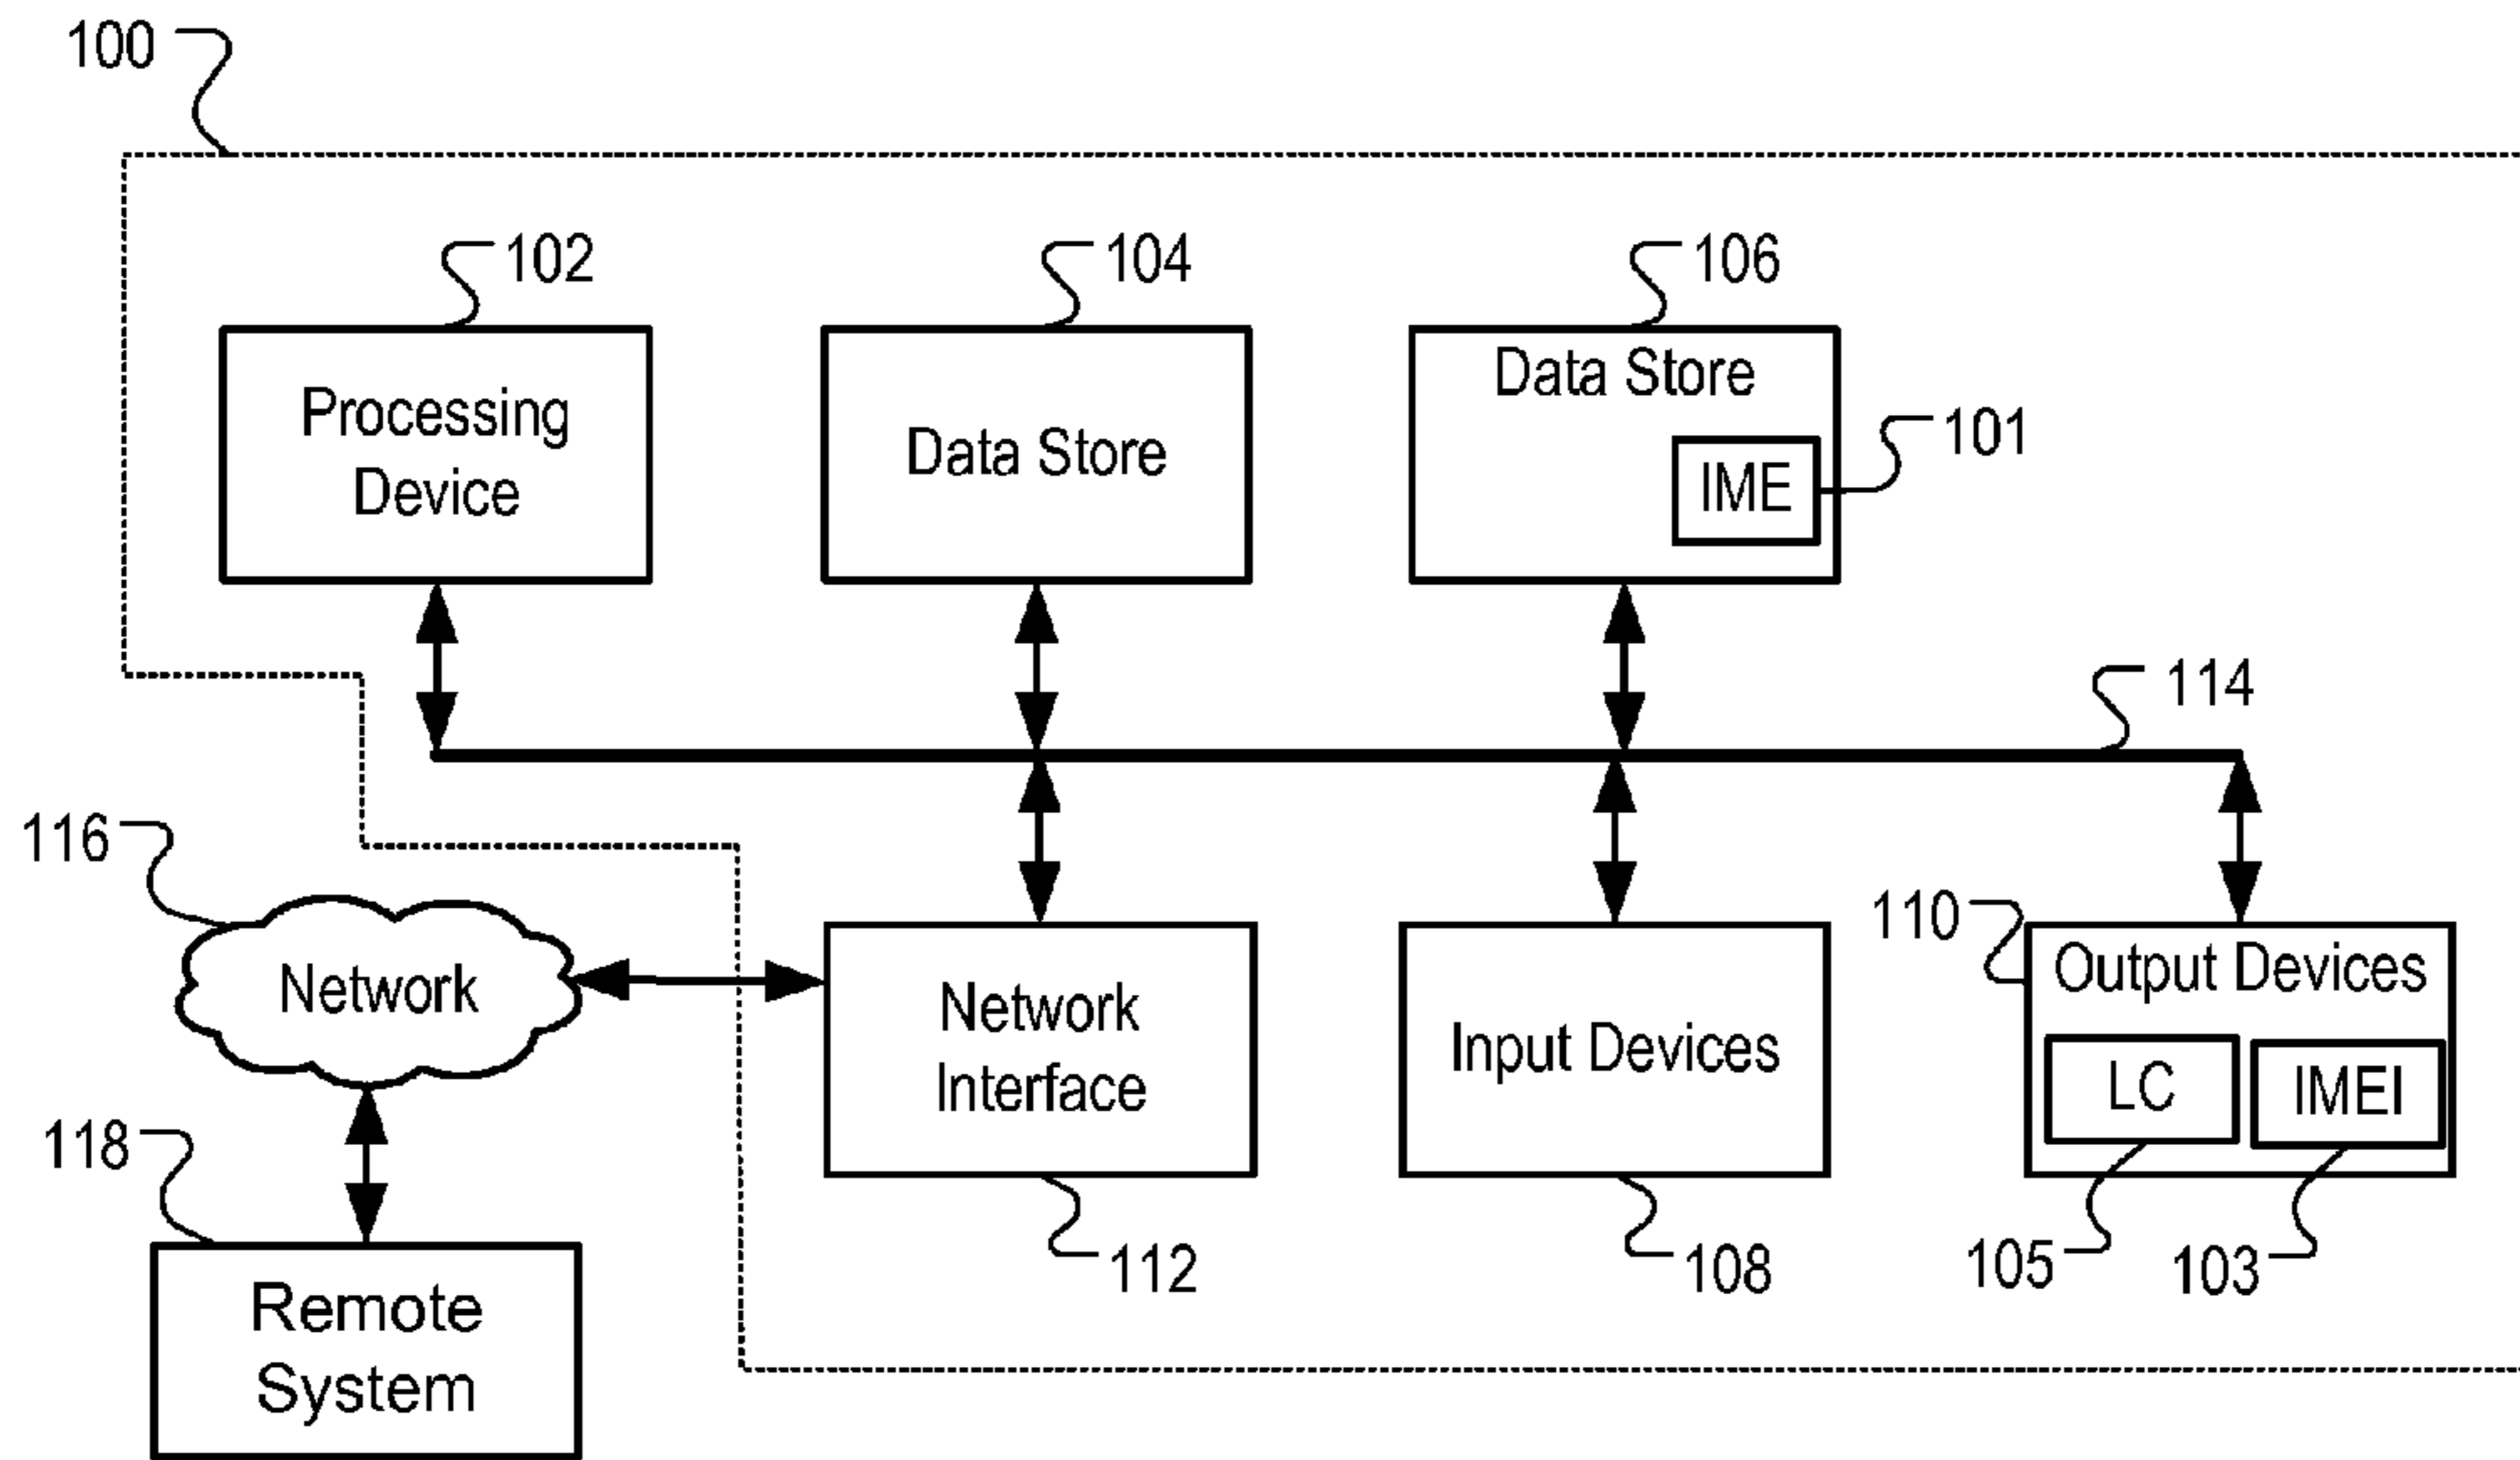 100
102
104
106
Processing
Device
Data Store
Data Store
IME
101
114
116
Network
Network
Interface
Input Devices
110
Output Devices
LC
IMEI
118
Remote
System
112
108
105
103